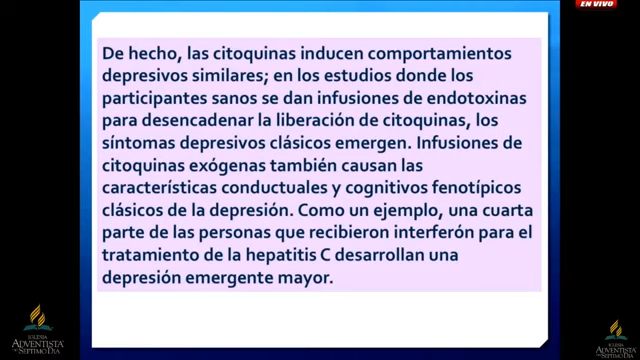 EN VIVO
De hecho, las citoquinas inducen comportamientos
depresivos similares; en los estudios donde los
participantes sanos se dan infusiones de endotoxinas
para desencadenar la liberación de citoquinas, los
síntomas depresivos clásicos emergen. Infusiones de
citoquinas exógenas también causan las
características conductuales y cognitivos fenotípicos
clásicos de la depresión. Como un ejemplo, una cuarta
parte de las personas que recibieron interferón para el
tratamiento de la hepatitis C desarrollan una
depresión emergente mayor.
IGLESIA
ADVENTISTA
DEL SÉPTIMO DÍA
IGLESIA
ADVENTISTA
DEL SÉPTIMO DÍA